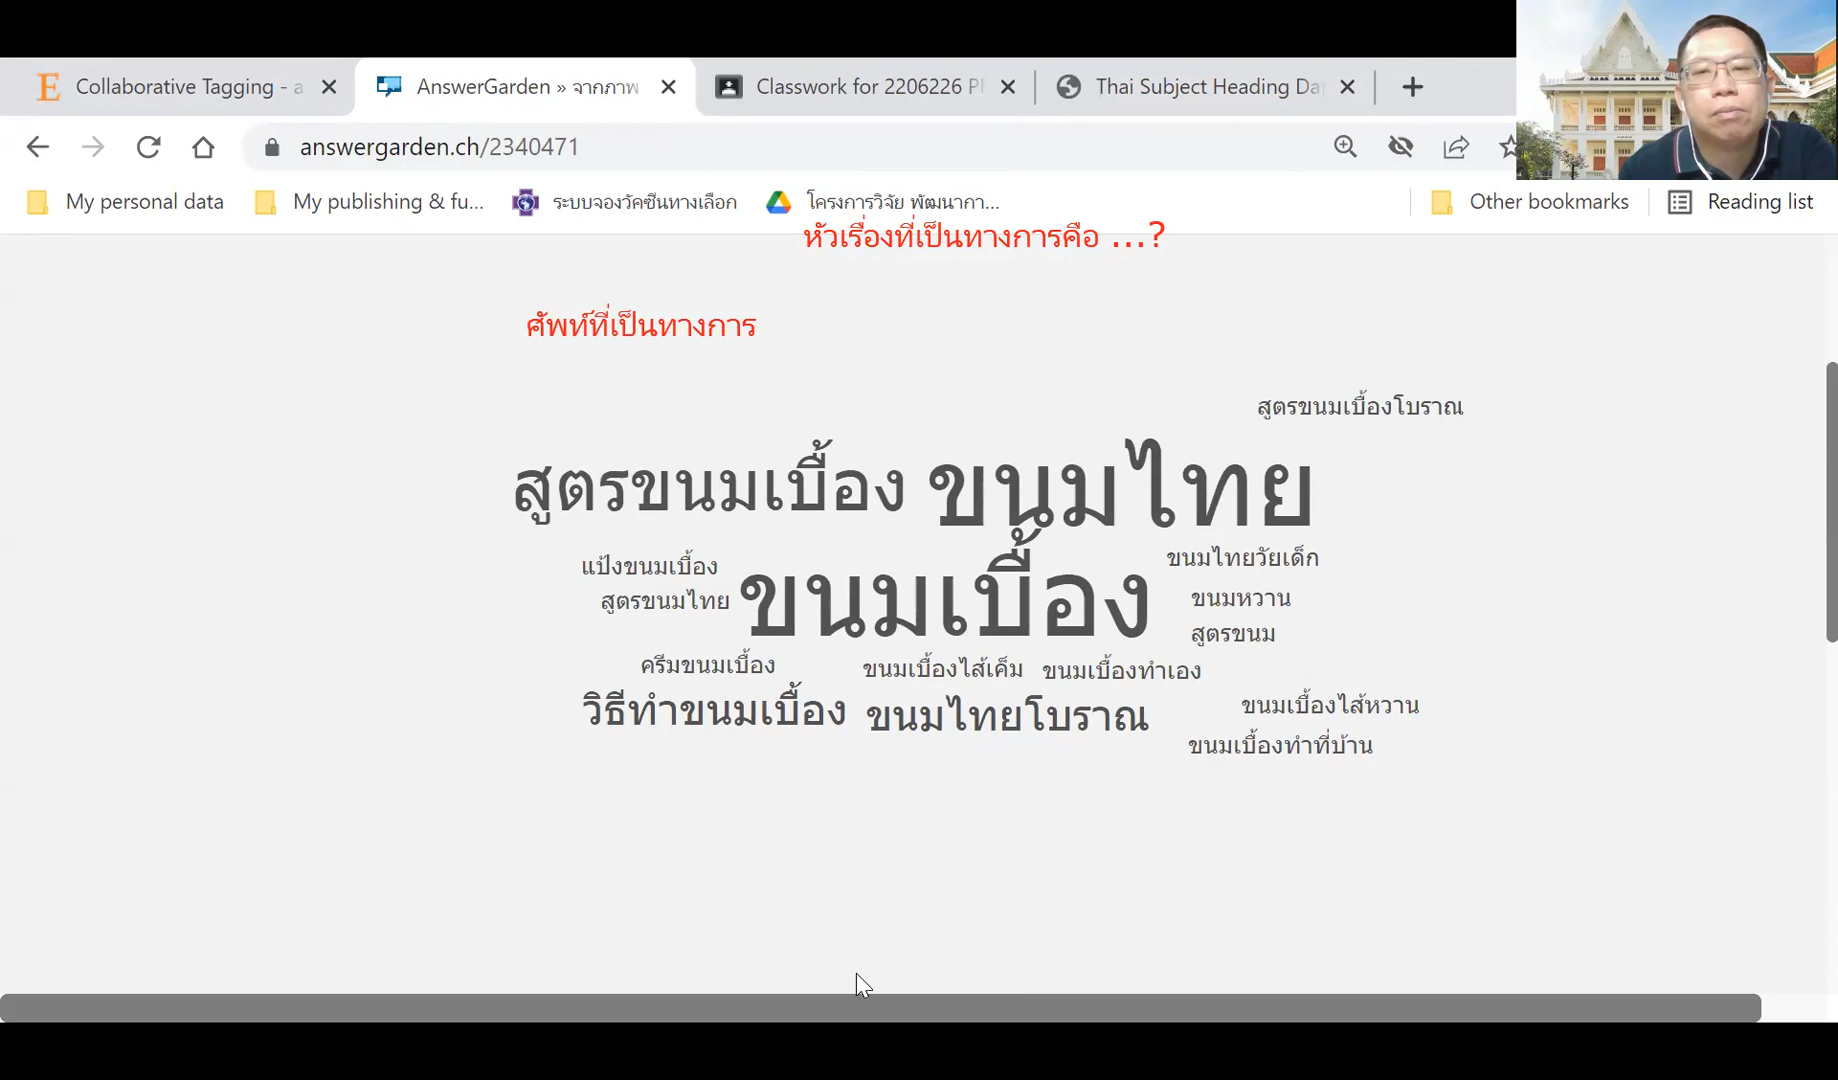 Collaborative Tagging - a
AnswerGarden » จากภาพ
Classwork for 2206226 P
Thai Subject Heading Da
answergarden.ch/2340471
My personal data
My publishing & fu...
ระบบจองวัคซีนทางเลือก
โครงการวิจัย พัฒนากา...
Other bookmarks
Reading list
หัวเรื่องที่เป็นทางการคือ ...?
ศัพท์ที่เป็นทางการ
สูตรขนมเบื้องโบราณ
สูตรขนมเบื้อง ขนมไทย
แป้งขนมเบื้อง
ขนมไทยวัยเด็ก
สูตรขนมไทย
ขนมเบื้อง
ขนมหวาน
สูตรขนม
ครีมขนมเบื้อง
ขนมเบื้องไส้เค็ม
ขนมเบื้องทำเอง
วิธีทำขนมเบื้อง
ขนมไทยโบราณ
ขนมเบื้องไส้หวาน
ขนมเบื้องทำที่บ้าน